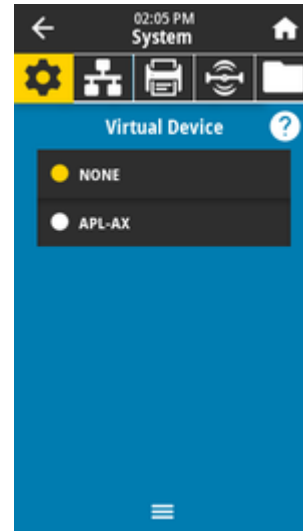 02:05 PM
System
Virtual Device
?
NONE
APL-AX